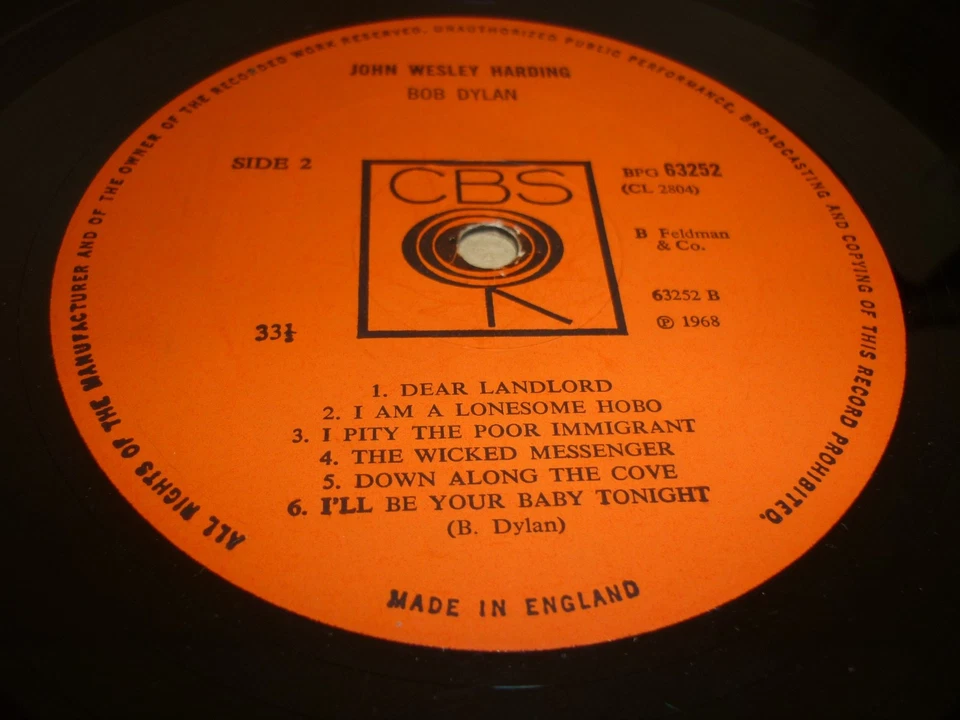 ALL RIGHTS OF THE MANUFACTURER AND OF THE OWNER OF THE RECORDED WORK RESERVED. UNAUTHORIZED PUBLIC PERFORMANCE, BROADCASTING AND COPYING OF THIS RECORD PROHIBITED.
JOHN WESLEY HARDING
BOB DYLAN
SIDE 2
CBS
BPG 63252
(CL 2804)
B Feldman
& Co.
63252 B
℗ 1968
33⅓
1. DEAR LANDLORD
2. I AM A LONESOME HOBO
3. I PITY THE POOR IMMIGRANT
4. THE WICKED MESSENGER
5. DOWN ALONG THE COVE
6. I'LL BE YOUR BABY TONIGHT
(B. Dylan)
MADE IN ENGLAND